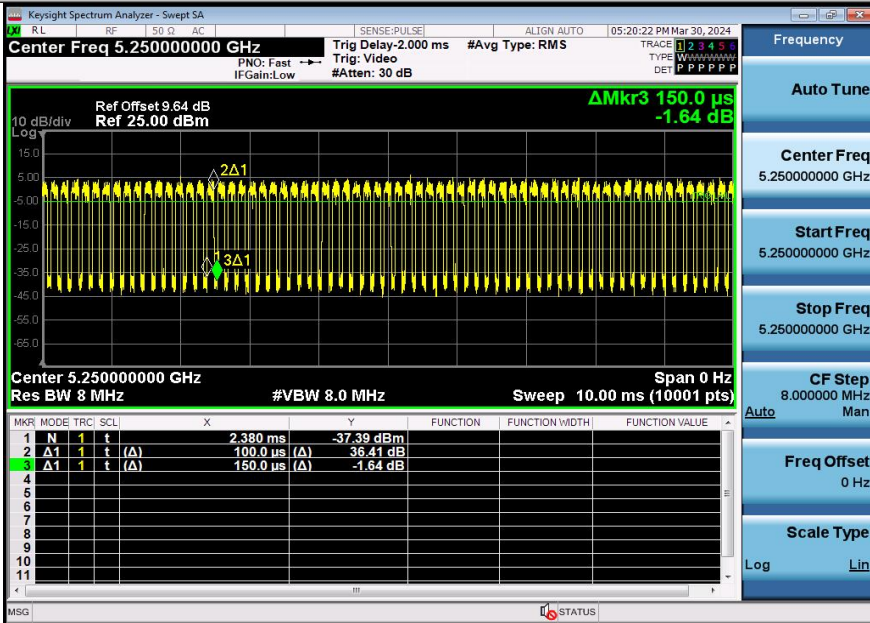 Keysight Spectrum Analyzer - Swept SA
LXI RL RF 50 Ω AC SENSE:PULSE ALIGN AUTO 05:20:22 PM Mar 30, 2024
Center Freq 5.250000000 GHz
PNO: Fast
IFGain:Low
Trig Delay-2.000 ms
Trig: Video
#Atten: 30 dB
#Avg Type: RMS
TRACE 1 2 3 4 5 6
TYPE WWWWWW
DET P P P P P P
Ref Offset 9.64 dB
10 dB/div Ref 25.00 dBm
Log
ΔMkr3 150.0 µs
-1.64 dB
15.0
5.00
-5.00
-15.0
-25.0
-35.0
-45.0
-55.0
-65.0
2Δ1
1
3Δ1
Center 5.250000000 GHz Span 0 Hz
Res BW 8 MHz #VBW 8.0 MHz Sweep 10.00 ms (10001 pts)
MKR MODE TRC SCL X Y FUNCTION FUNCTION WIDTH FUNCTION VALUE
1 N 1 t 2.380 ms -37.39 dBm
2 Δ1 1 t (Δ) 100.0 µs (Δ) 36.41 dB
3 Δ1 1 t (Δ) 150.0 µs (Δ) -1.64 dB
4
5
6
7
8
9
10
11
MSG STATUS
Frequency
Auto Tune
Center Freq
5.250000000 GHz
Start Freq
5.250000000 GHz
Stop Freq
5.250000000 GHz
CF Step
8.000000 MHz
Auto Man
Freq Offset
0 Hz
Scale Type
Log Lin